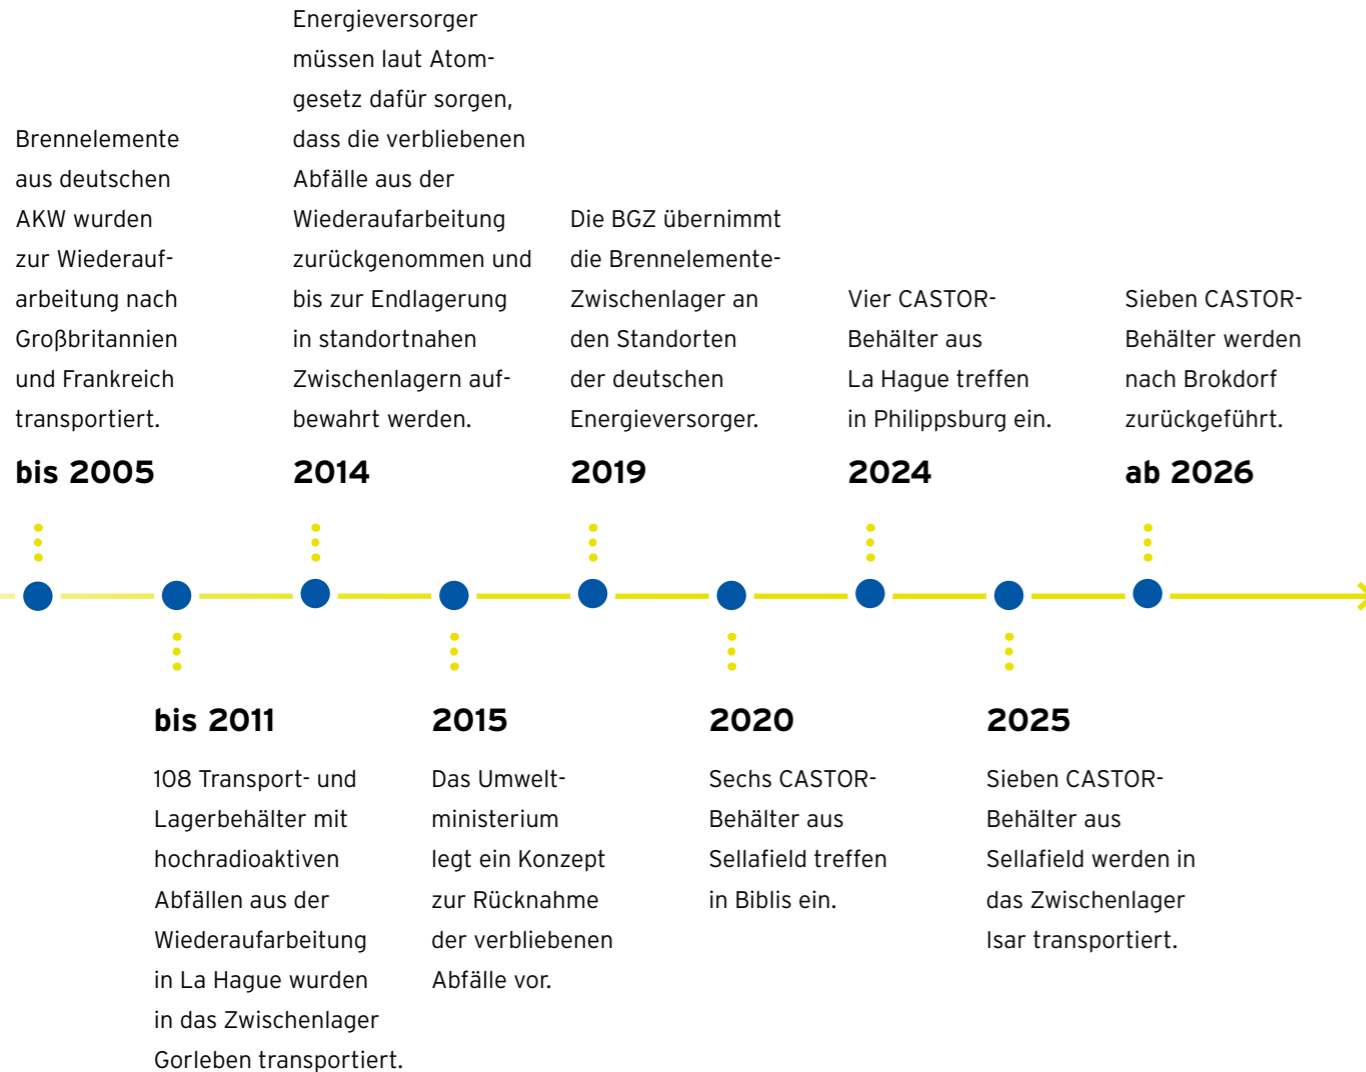 Brennelemente
aus deutschen
AKW wurden
zur Wiederauf-
arbeitung nach
Großbritannien
und Frankreich
transportiert.
bis 2005
Energieversorger
müssen laut Atom-
gesetz dafür sorgen,
dass die verbliebenen
Abfälle aus der
Wiederaufarbeitung
zurückgenommen und
bis zur Endlagerung
in standortnahen
Zwischenlagern auf-
bewahrt werden.
2014
Die BGZ übernimmt
die Brennelemente-
Zwischenlager an
den Standorten
der deutschen
Energieversorger.
2019
Vier CASTOR-
Behälter aus
La Hague treffen
in Philippsburg ein.
2024
Sieben CASTOR-
Behälter werden
nach Brokdorf
zurückgeführt.
ab 2026
bis 2011
108 Transport- und
Lagerbehälter mit
hochradioaktiven
Abfällen aus der
Wiederaufarbeitung
in La Hague wurden
in das Zwischenlager
Gorleben transportiert.
2015
Das Umwelt-
ministerium
legt ein Konzept
zur Rücknahme
der verbliebenen
Abfälle vor.
2020
Sechs CASTOR-
Behälter aus
Sellafield treffen
in Biblis ein.
2025
Sieben CASTOR-
Behälter aus
Sellafield werden in
das Zwischenlager
Isar transportiert.